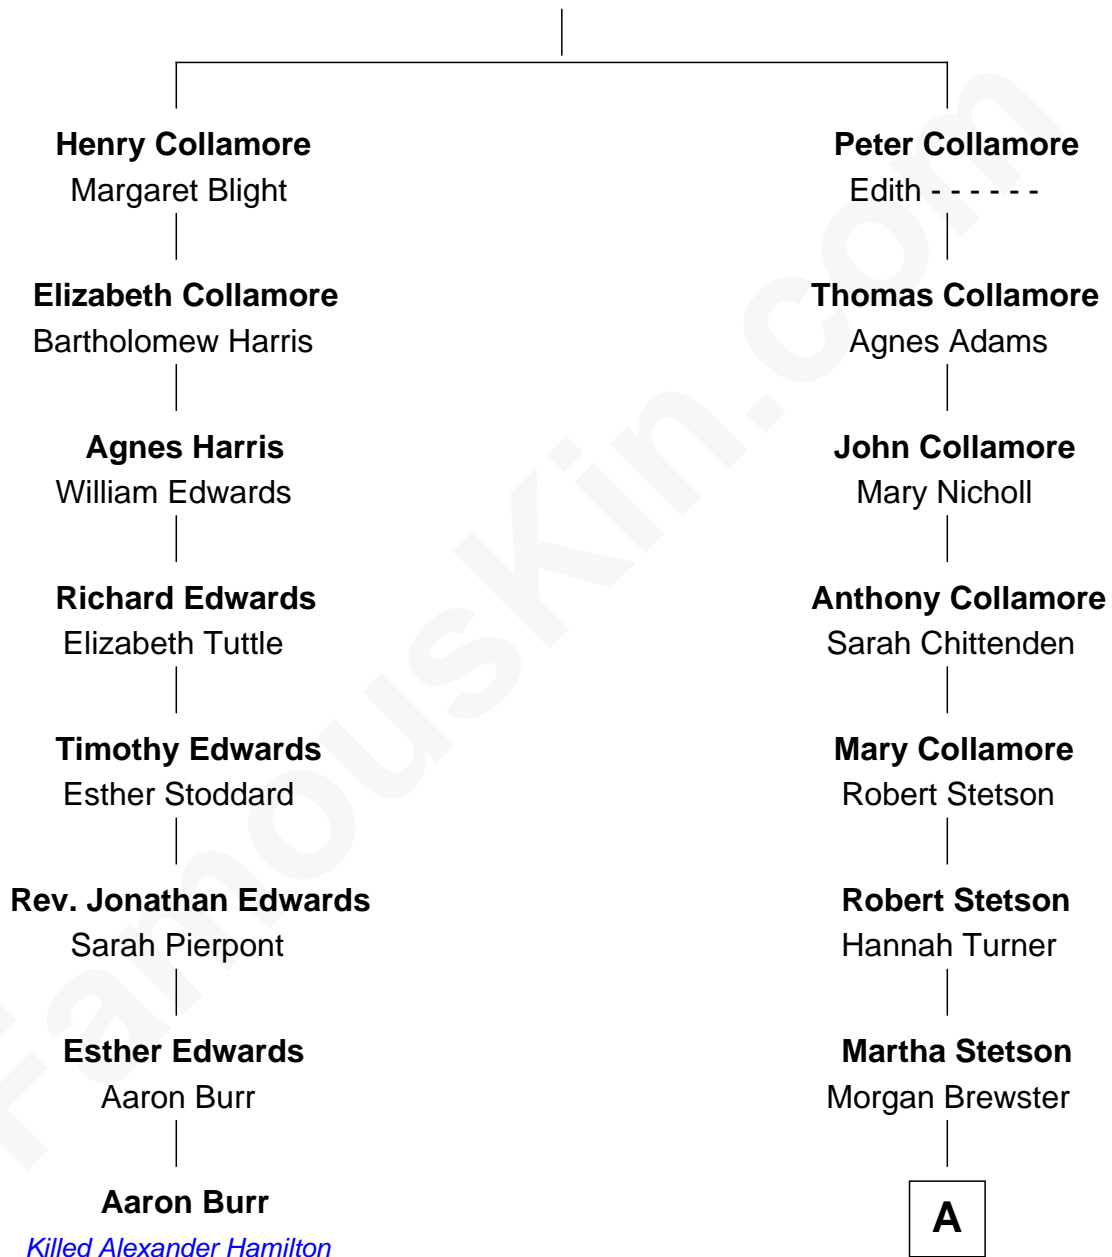 Henry Collamore
Margaret Blight
Elizabeth Collamore
Bartholomew Harris
Agnes Harris
William Edwards
Richard Edwards
Elizabeth Tuttle
Timothy Edwards
Esther Stoddard
Rev. Jonathan Edwards
Sarah Pierpont
Esther Edwards
Aaron Burr
Aaron Burr
Killed Alexander Hamilton
Peter Collamore
Edith - - - - - -
Thomas Collamore
Agnes Adams
John Collamore
Mary Nicholl
Anthony Collamore
Sarah Chittenden
Mary Collamore
Robert Stetson
Robert Stetson
Hannah Turner
Martha Stetson
Morgan Brewster
A
FamousKin.com